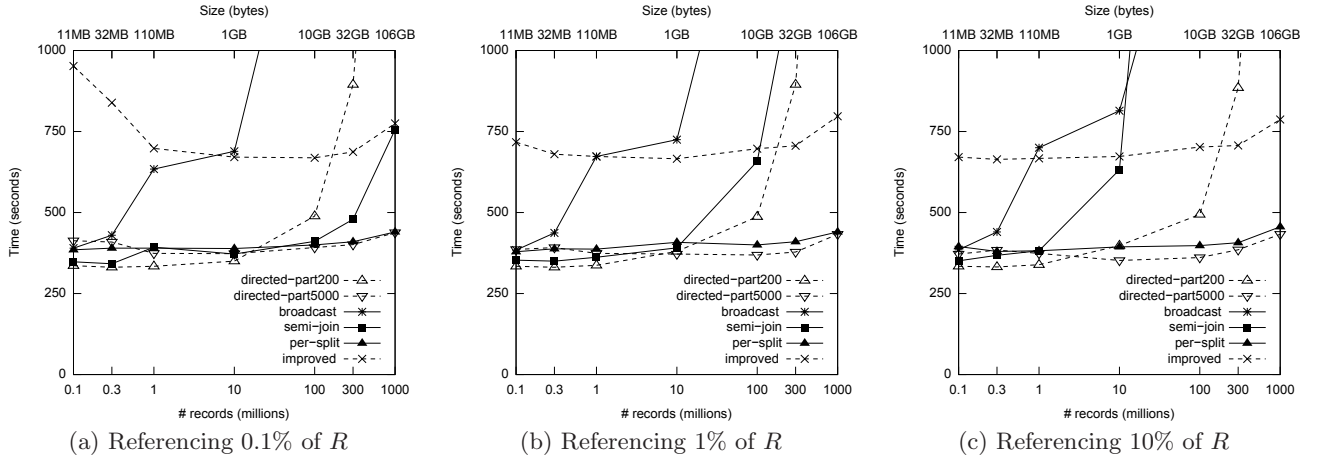 Size (bytes)
11MB 32MB 110MB 1GB 10GB 32GB 106GB
1000
750
500
250
0
Time (seconds)
directed-part200
directed-part5000
broadcast
semi-join
per-split
improved
0.1 0.3 1 10 100 300 1000
# records (millions)
(a) Referencing 0.1% of R
Size (bytes)
11MB 32MB 110MB 1GB 10GB 32GB 106GB
1000
750
500
250
0
Time (seconds)
directed-part200
directed-part5000
broadcast
semi-join
per-split
improved
0.1 0.3 1 10 100 300 1000
# records (millions)
(b) Referencing 1% of R
Size (bytes)
11MB 32MB 110MB 1GB 10GB 32GB 106GB
1000
750
500
250
0
Time (seconds)
directed-part200
directed-part5000
broadcast
semi-join
per-split
improved
0.1 0.3 1 10 100 300 1000
# records (millions)
(c) Referencing 10% of R